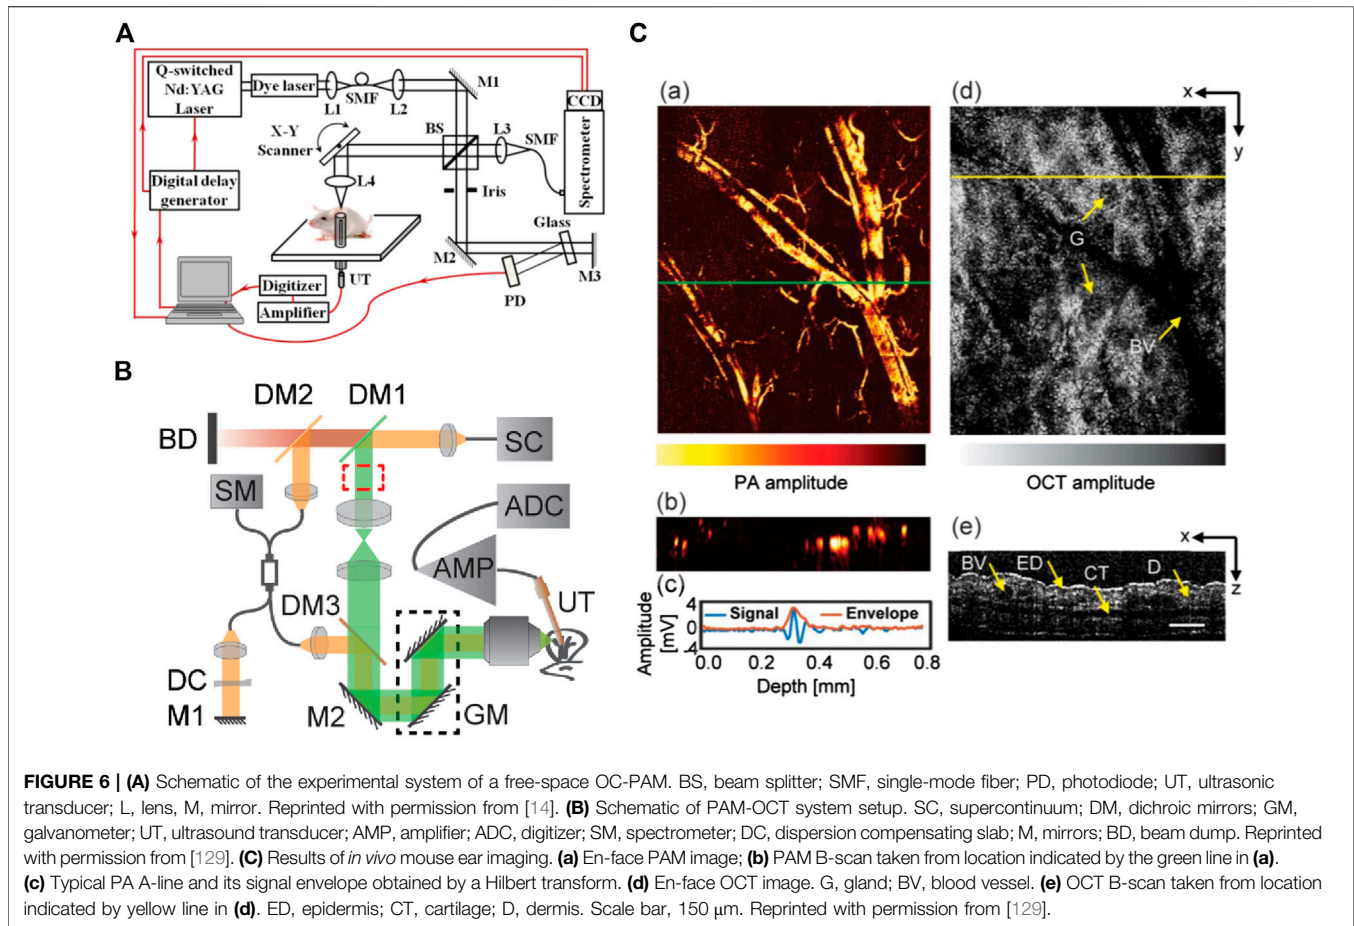 A
Q-switched
Nd:YAG
Laser
Dye laser
L1
SMF
L2
M1
CCD
X-Y
Scanner
BS
L3
SMF
Spectrometer
L4
Iris
Digital delay
generator
Glass
M2
M3
UT
PD
Digitizer
Amplifier
B
DM2
DM1
BD
SC
SM
ADC
AMP
UT
DM3
DC
M1
M2
GM
C
(a)
(d)
x
y
G
BV
PA amplitude
OCT amplitude
(b)
(e)
x
z
BV
ED
CT
D
(c)
Amplitude
[mV]
4
0
-4
Signal
Envelope
0.0 0.2 0.4 0.6 0.8
Depth [mm]
FIGURE 6 | (A) Schematic of the experimental system of a free-space OC-PAM. BS, beam splitter; SMF, single-mode fiber; PD, photodiode; UT, ultrasonic
transducer; L, lens, M, mirror. Reprinted with permission from [14]. (B) Schematic of PAM-OCT system setup. SC, supercontinuum; DM, dichroic mirrors; GM,
galvanometer; UT, ultrasound transducer; AMP, amplifier; ADC, digitizer; SM, spectrometer; DC, dispersion compensating slab; M, mirrors; BD, beam dump. Reprinted
with permission from [129]. (C) Results of in vivo mouse ear imaging. (a) En-face PAM image; (b) PAM B-scan taken from location indicated by the green line in (a).
(c) Typical PA A-line and its signal envelope obtained by a Hilbert transform. (d) En-face OCT image. G, gland; BV, blood vessel. (e) OCT B-scan taken from location
indicated by yellow line in (d). ED, epidermis; CT, cartilage; D, dermis. Scale bar, 150 μm. Reprinted with permission from [129].